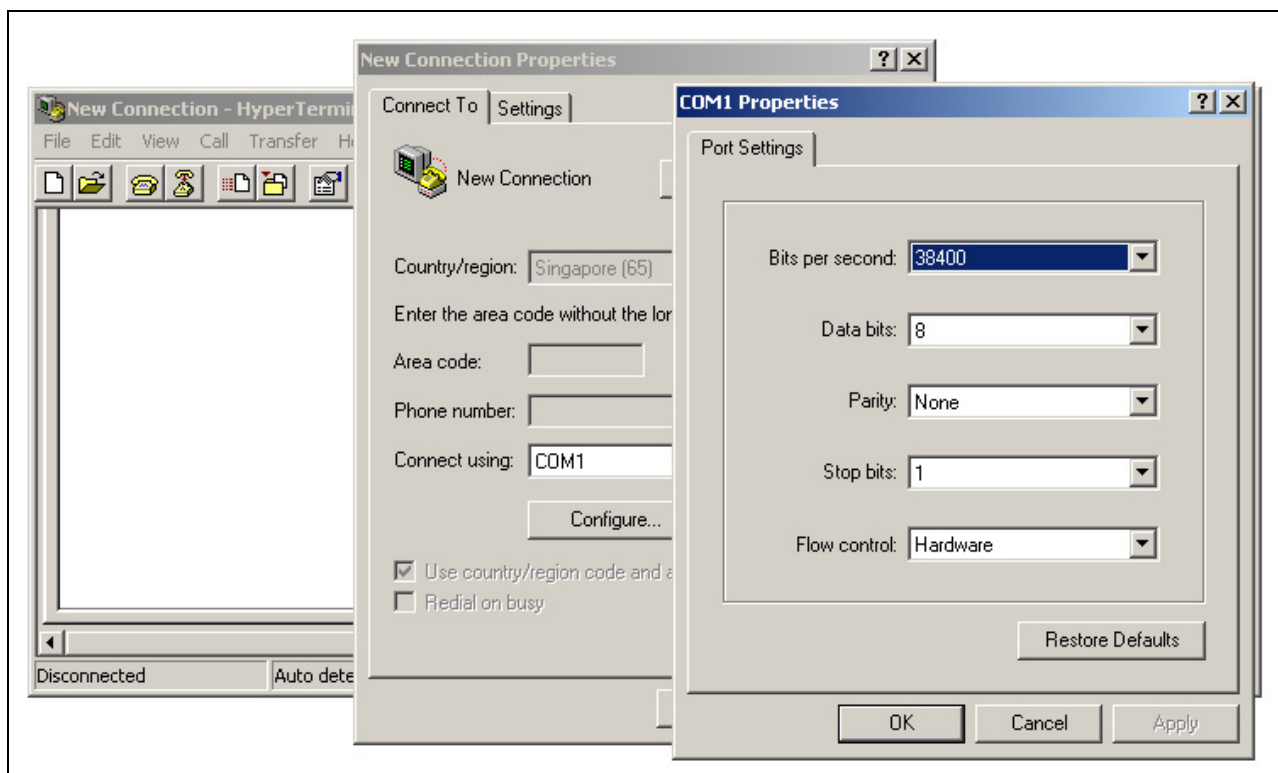 New Connection - HyperTermi
File Edit View Call Transfer H
Disconnected
Auto dete
New Connection Properties
Connect To
Settings
New Connection
Country/region:
Singapore (65)
Enter the area code without the lon
Area code:
Phone number:
Connect using:
COM1
Configure...
Use country/region code and a
Redial on busy
COM1 Properties
Port Settings
Bits per second:
38400
Data bits:
8
Parity:
None
Stop bits:
1
Flow control:
Hardware
Restore Defaults
OK
Cancel
Apply